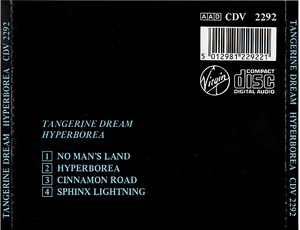 TANGERINE DREAM HYPERBOREA CDV 2292
AAD CDV 2292
5 012981 229221
Virgin
COMPACT
disc
DIGITAL AUDIO
TANGERINE DREAM
HYPERBOREA
1 NO MAN'S LAND
2 HYPERBOREA
3 CINNAMON ROAD
4 SPHINX LIGHTNING
TANGERINE DREAM HYPERBOREA CDV 2292